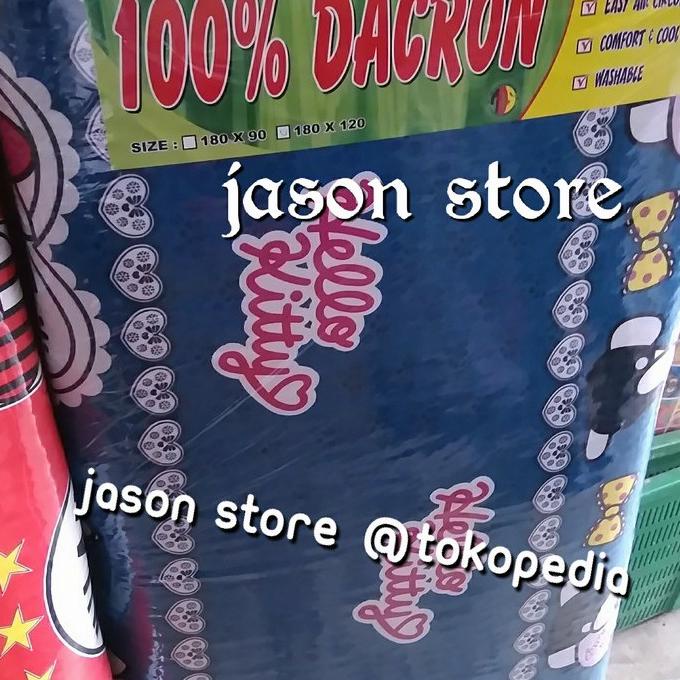 100% DACRON
EASY AIR
COMFORT & COOL
WASHABLE
SIZE : 180 X 90 180 X 120
jason store
Hello
Kitty
jason store @tokopedia
Hello
Kitty